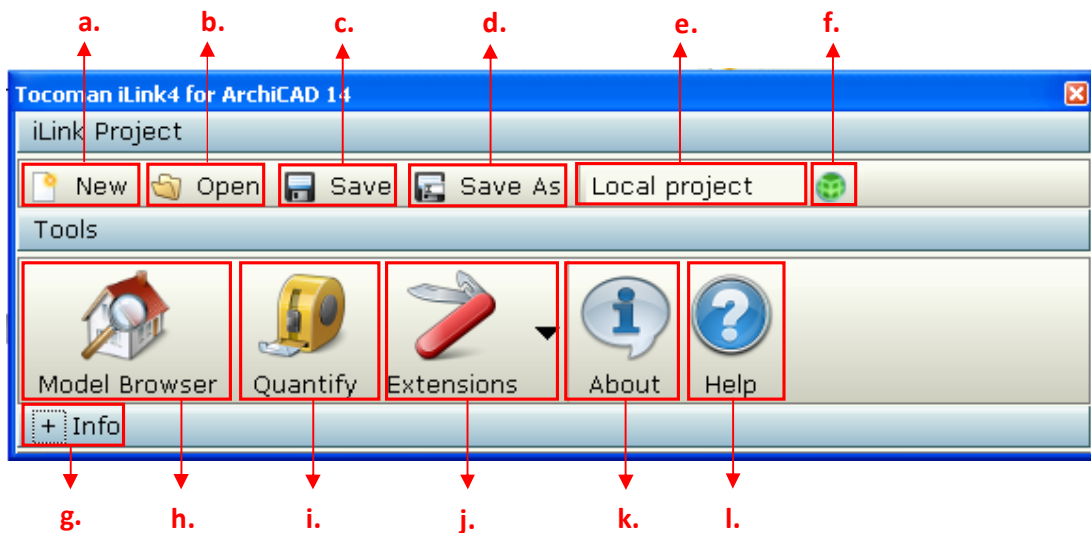 a. b. c. d. e. f.
Tocoman iLink4 for ArchiCAD 14
iLink Project
New Open Save Save As Local project
Tools
Model Browser Quantify Extensions About Help
+ Info
g. h. i. j. k. l.